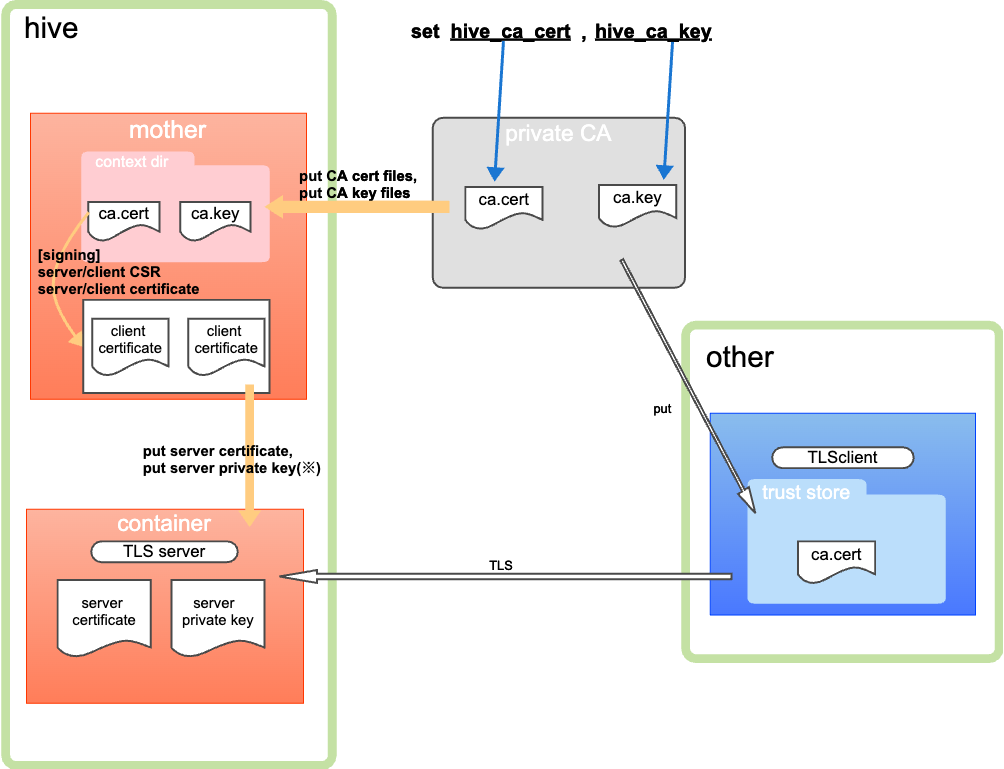 hive
set hive_ca_cert , hive_ca_key
mother
context dir
ca.cert
ca.key
put CA cert files,
put CA key files
private CA
ca.cert
ca.key
[signing]
server/client CSR
server/client certificate
client
certificate
client
certificate
other
put
TLSclient
trust store
ca.cert
put server certificate,
put server private key(※)
container
TLS server
server
certificate
server
private key
TLS